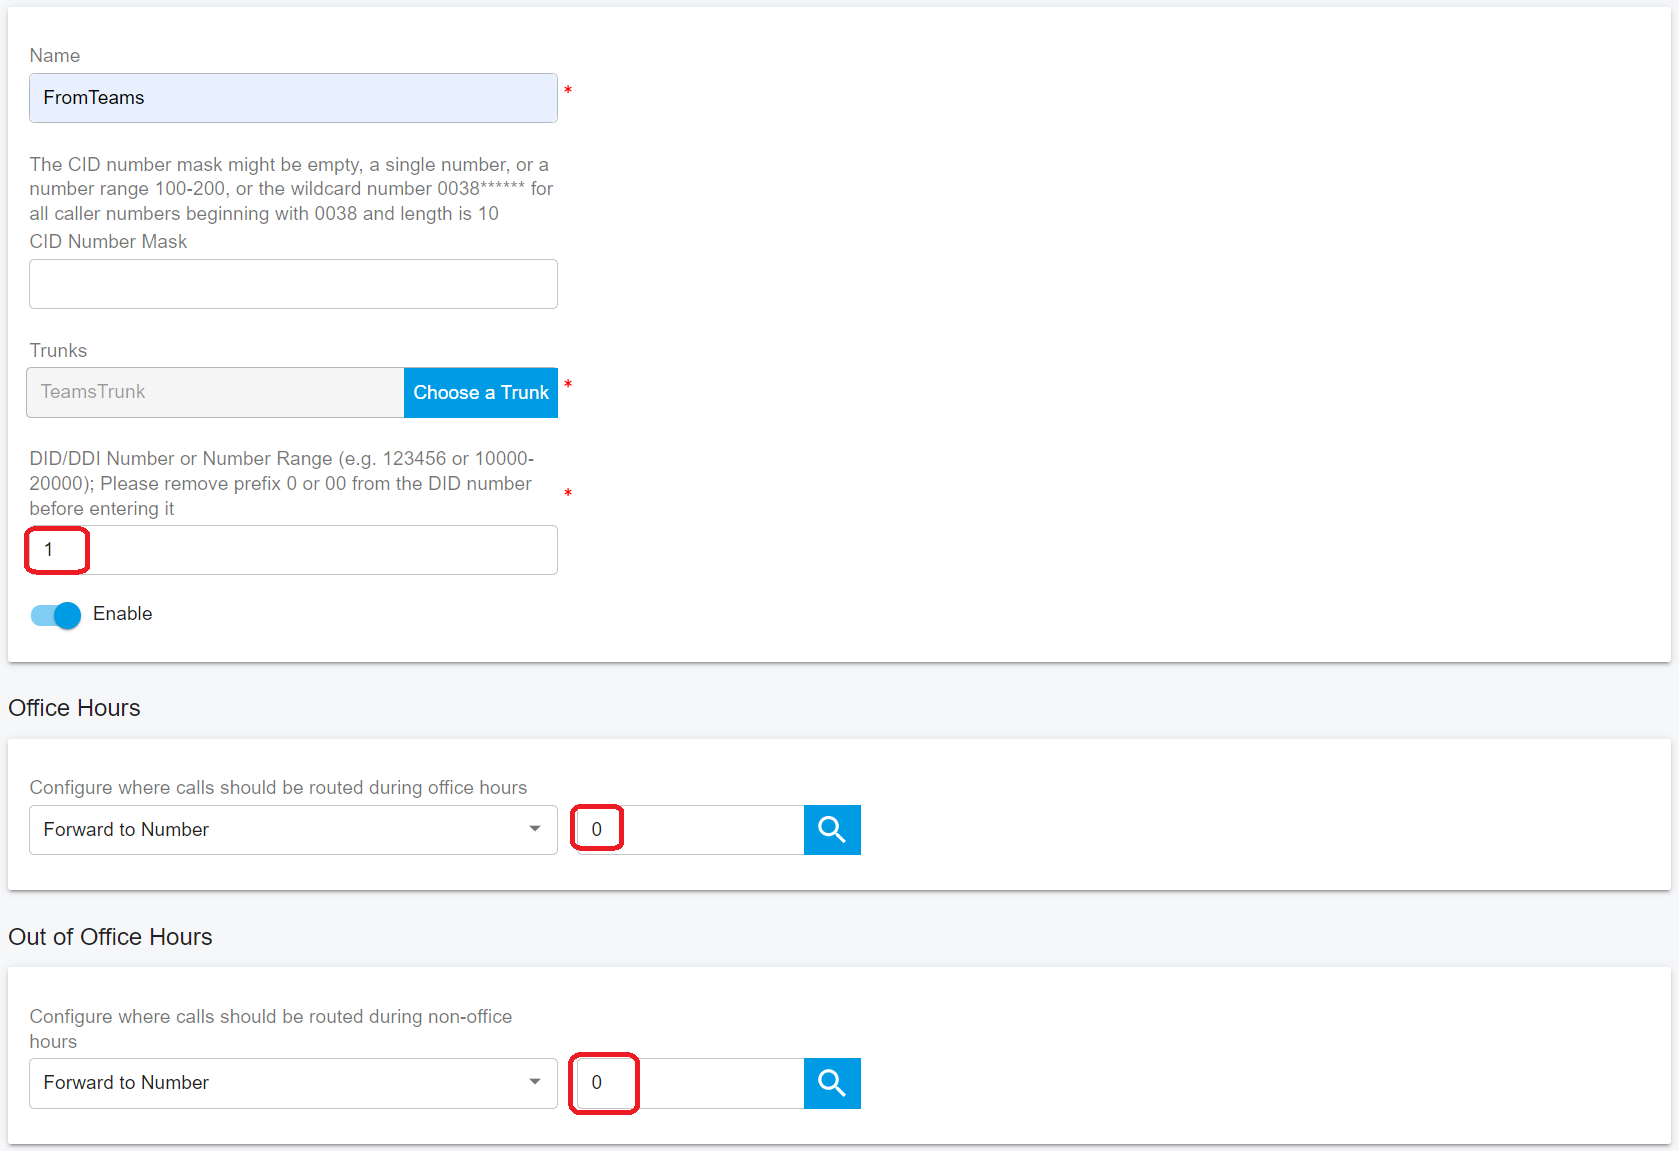 Name
FromTeams *
The CID number mask might be empty, a single number, or a
number range 100-200, or the wildcard number 0038****** for
all caller numbers beginning with 0038 and length is 10
CID Number Mask
Trunks
TeamsTrunk Choose a Trunk *
DID/DDI Number or Number Range (e.g. 123456 or 10000-
20000); Please remove prefix 0 or 00 from the DID number *
before entering it
1
Enable
Office Hours
Configure where calls should be routed during office hours
Forward to Number 0
Out of Office Hours
Configure where calls should be routed during non-office
hours
Forward to Number 0